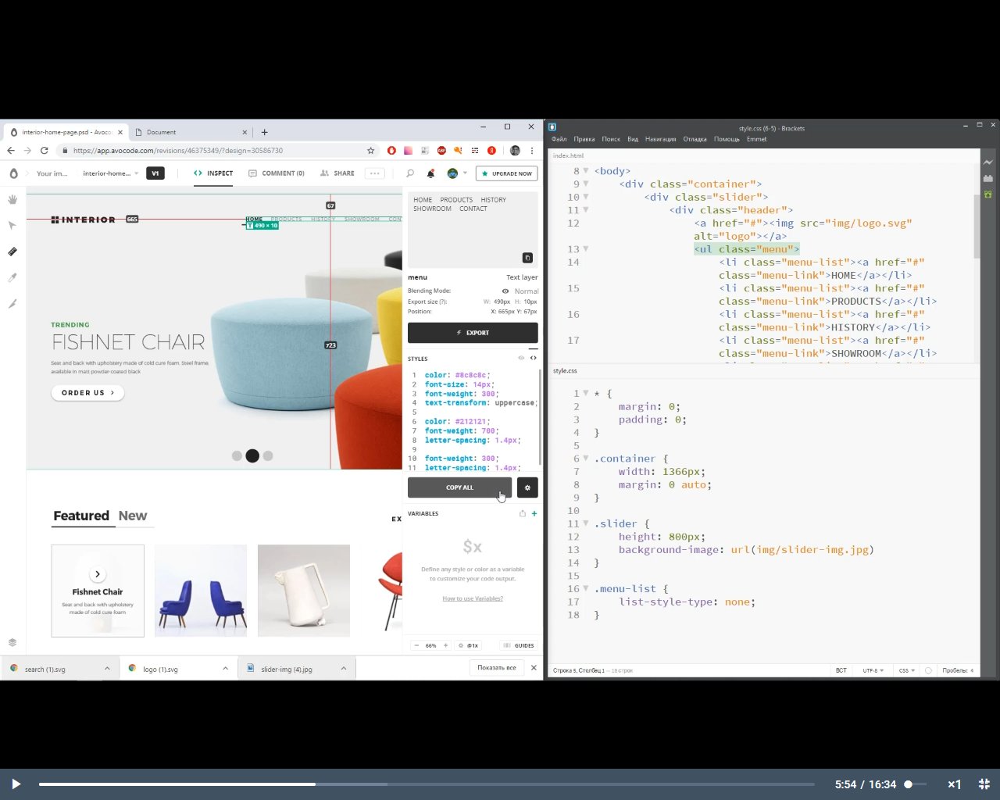 interior-home-page.psd - Avoco
Document
https://app.avocode.com/revisions/46375349/?design=30586730
Your im...
interior-home...
V1
INSPECT
COMMENT (0)
SHARE
UPGRADE NOW
67
INTERIOR
665
HOME PRODUCTS HISTORY SHOWROOM CON
T 490 × 10
TRENDING
FISHNET CHAIR
Seat and back with upholstery made of cold cure foam. Steel frame,
available in matt powder-coated black
ORDER US
723
Featured New
EX
Fishnet Chair
Seat and back with upholstery
made of cold cure foam
HOME PRODUCTS HISTORY
SHOWROOM CONTACT
menu Text layer
Blending Mode: Normal
Export size (?): W: 490px H: 10px
Position: X: 665px Y: 67px
EXPORT
STYLES
1 color: #8c8c8c;
2 font-size: 14px;
3 font-weight: 300;
4 text-transform: uppercase;
5
6 color: #212121;
7 font-weight: 700;
8 letter-spacing: 1.4px;
9
10 font-weight: 300;
11 letter-spacing: 1.4px;
COPY ALL
VARIABLES
$x
Define any style or color as a variable
to customize your code output.
How to use Variables?
66%
@1x
GUIDES
search (1).svg
logo (1).svg
slider-img (4).jpg
Показать все
style.css (6-5) - Brackets
Файл Правка Поиск Вид Навигация Отладка Помощь Emmet
index.html
8 <body>
9 <div class="container">
10 <div class="slider">
11 <div class="header">
12 <a href="#"><img src="img/logo.svg"
alt="logo"></a>
13 <ul class="menu">
14 <li class="menu-list"><a href="#"
class="menu-link">HOME</a></li>
15 <li class="menu-list"><a href="#"
class="menu-link">PRODUCTS</a></li>
16 <li class="menu-list"><a href="#"
class="menu-link">HISTORY</a></li>
17 <li class="menu-list"><a href="#"
class="menu-link">SHOWROOM</a></li>
style.css
1 * {
2 margin: 0;
3 padding: 0;
4 }
5
6 .container {
7 width: 1366px;
8 margin: 0 auto;
9 }
10
11 .slider {
12 height: 800px;
13 background-image: url(img/slider-img.jpg)
14 }
15
16 .menu-list {
17 list-style-type: none;
18 }
Строка 5, Столбец 1 — 18 строк
ВСТ
UTF-8
CSS
Пробелы: 4
5:54 / 16:34
×1